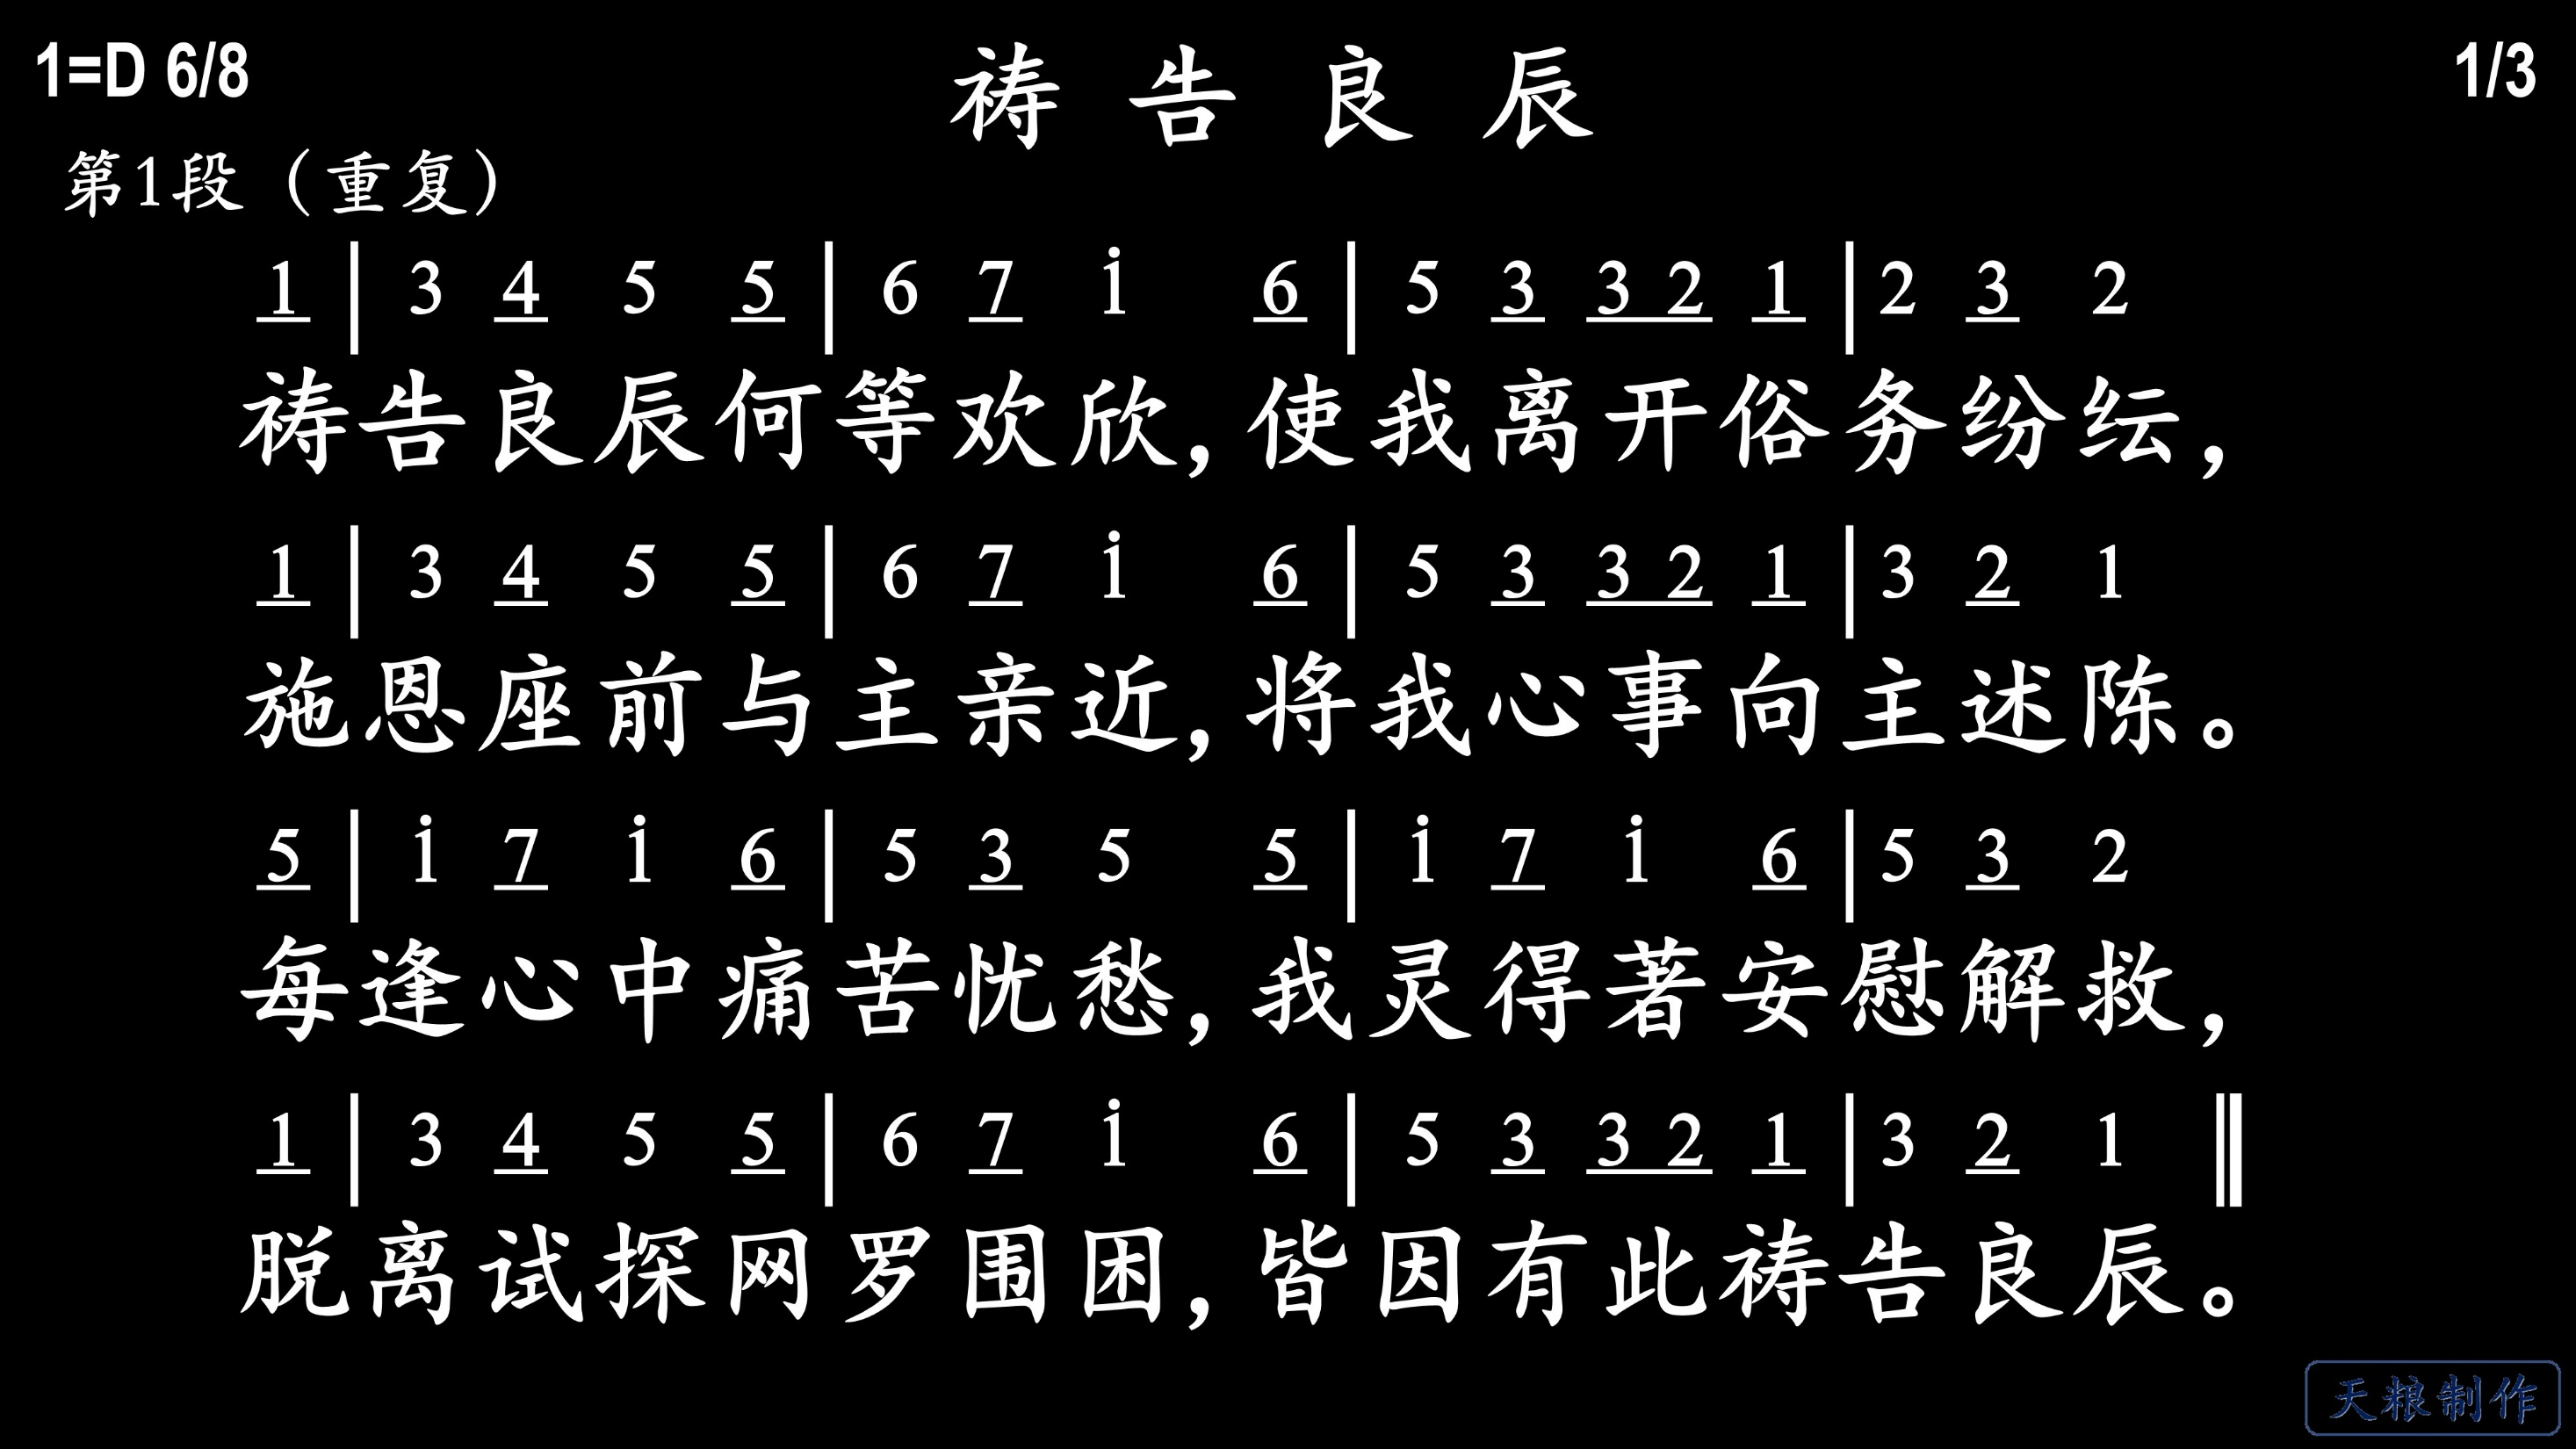 1=D 6/8
祷告良辰
1/3
第1段（重复）
1 | 3 4 5 5 | 6 7 i 6 | 5 3 3 2 1 | 2 3 2
祷告良辰何等欢欣，使我离开俗务纷纭，
1 | 3 4 5 5 | 6 7 i 6 | 5 3 3 2 1 | 3 2 1
施恩座前与主亲近，将我心事向主述陈。
5 | i 7 i 6 | 5 3 5 5 | i 7 i 6 | 5 3 2
每逢心中痛苦忧愁，我灵得著安慰解救，
1 | 3 4 5 5 | 6 7 i 6 | 5 3 3 2 1 | 3 2 1 ‖
脱离试探网罗围困，皆因有此祷告良辰。
天粮制作